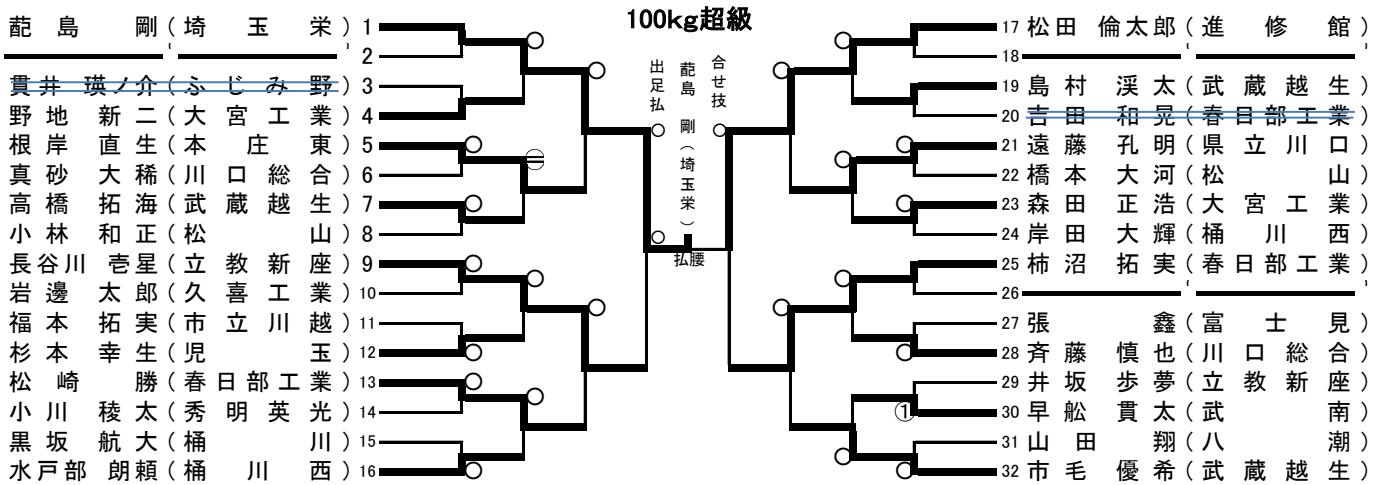 100kg超級
蓜島 剛 ( 埼玉栄 ) 1
2
貫井 瑛ノ介 ( ふじみ野 ) 3
野地 新二 ( 大宮工業 ) 4
根岸 直生 ( 本庄東 ) 5
真砂 大稀 ( 川口総合 ) 6
高橋 拓海 ( 武蔵越生 ) 7
小林 和正 ( 松山 ) 8
長谷川 壱星 ( 立教新座 ) 9
岩邊 太郎 ( 久喜工業 ) 10
福本 拓実 ( 市立川越 ) 11
杉本 幸生 ( 児玉 ) 12
松崎 勝 ( 春日部工業 ) 13
小川 稜太 ( 秀明英光 ) 14
黒坂 航大 ( 桶川 ) 15
水戸部 朗頼 ( 桶川西 ) 16
出足払
蓜島 剛(埼玉栄)
合せ技
払腰
①
17 松田 倫太郎 ( 進修館 )
18
19 島村 渓太 ( 武蔵越生 )
20 吉田 和晃 ( 春日部工業 )
21 遠藤 孔明 ( 県立川口 )
22 橋本 大河 ( 松山 )
23 森田 正浩 ( 大宮工業 )
24 岸田 大輝 ( 桶川西 )
25 柿沼 拓実 ( 春日部工業 )
26
27 張 鑫 ( 富士見 )
28 斉藤 慎也 ( 川口総合 )
29 井坂 歩夢 ( 立教新座 )
30 早舩 貫太 ( 武南 )
31 山田 翔 ( 八潮 )
32 市毛 優希 ( 武蔵越生 )